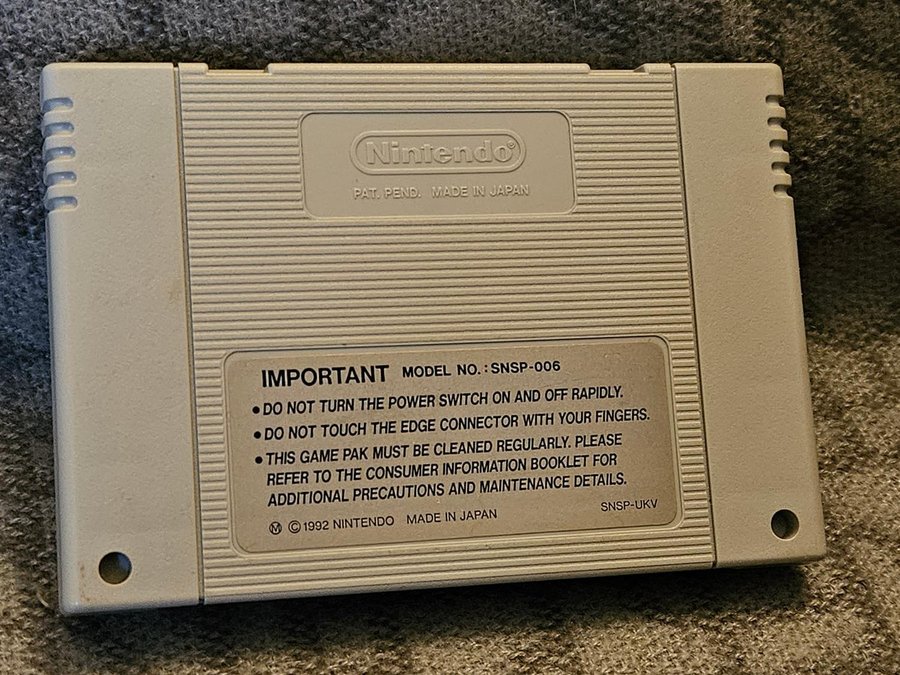 Nintendo®
PAT. PEND. MADE IN JAPAN
IMPORTANT MODEL NO.: SNSP-006
● DO NOT TURN THE POWER SWITCH ON AND OFF RAPIDLY.
● DO NOT TOUCH THE EDGE CONNECTOR WITH YOUR FINGERS.
● THIS GAME PAK MUST BE CLEANED REGULARLY. PLEASE
REFER TO THE CONSUMER INFORMATION BOOKLET FOR
ADDITIONAL PRECAUTIONS AND MAINTENANCE DETAILS.
Ⓜ ©1992 NINTENDO MADE IN JAPAN SNSP-UKV